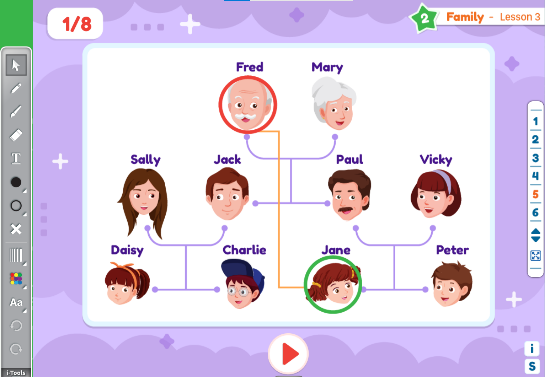 1/8
2 Family - Lesson 3
Fred Mary
Sally Jack Paul Vicky
Daisy Charlie Jane Peter
1
2
3
4
5
6
T
Aa
i-Tools
i
S